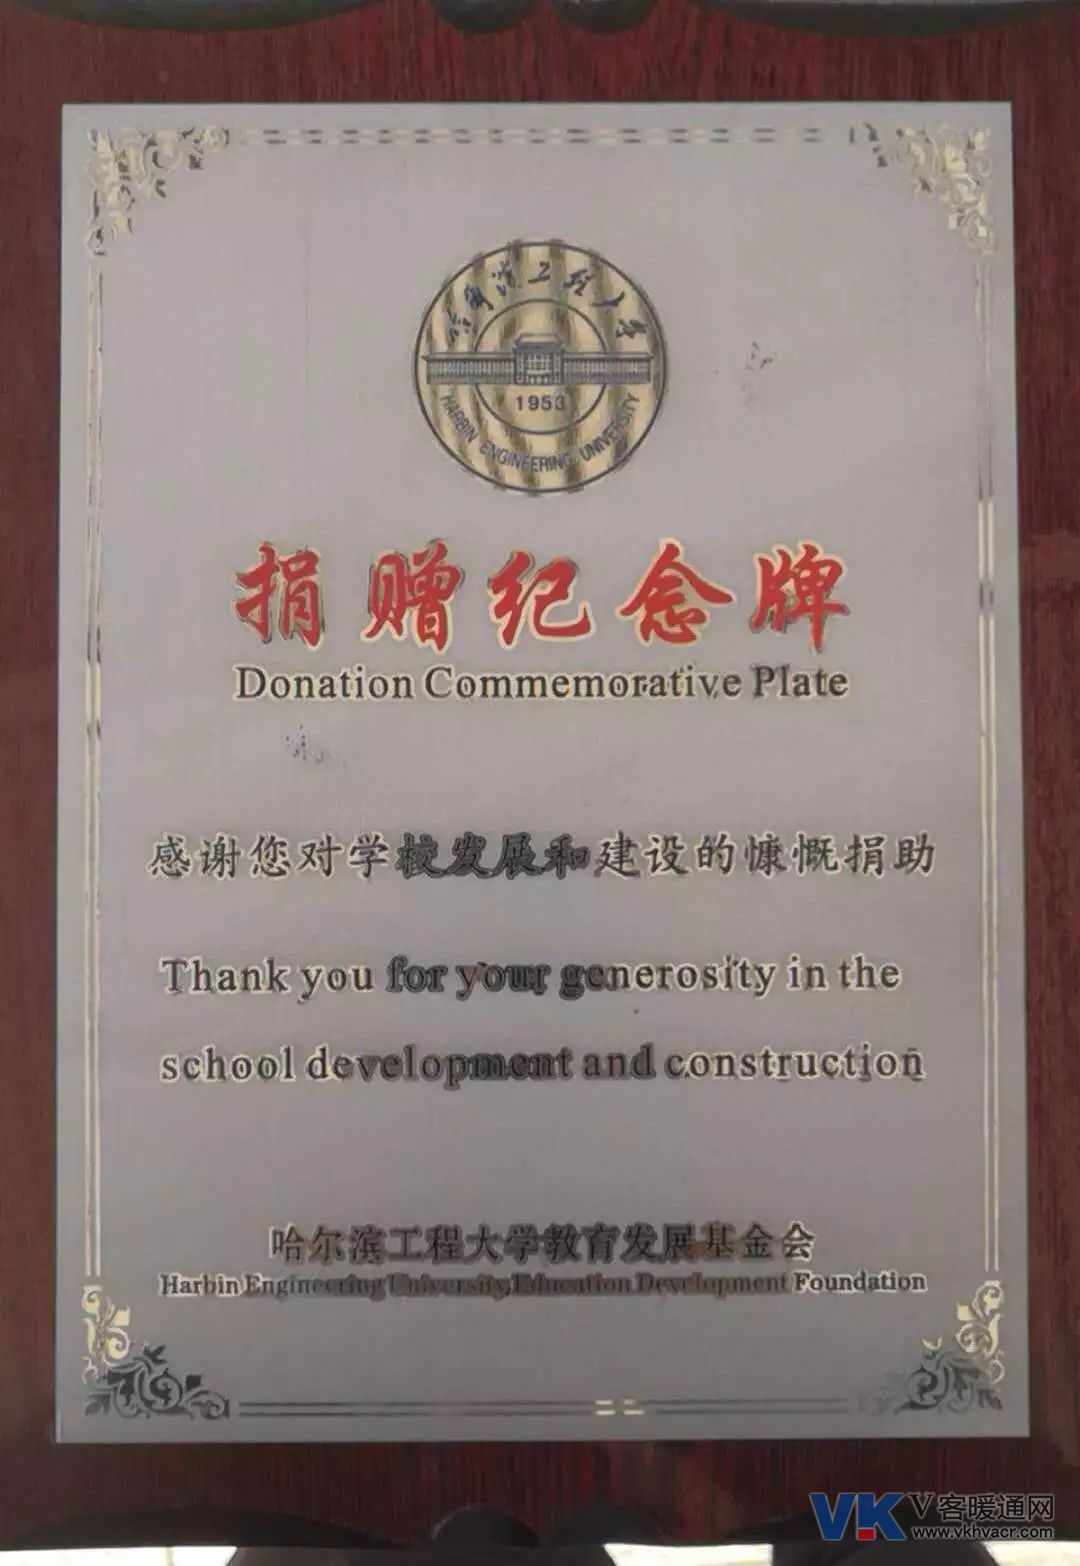 哈尔滨工程大学
1953
HARBIN ENGINEERING UNIVERSITY
捐赠纪念牌
Donation Commemorative Plate
感谢您对学校发展和建设的慷慨捐助
Thank you for your generosity in the
school development and construction
哈尔滨工程大学教育发展基金会
Harbin Engineering University Education Development Foundation
VK V客暖通网
www.vkhvacr.com